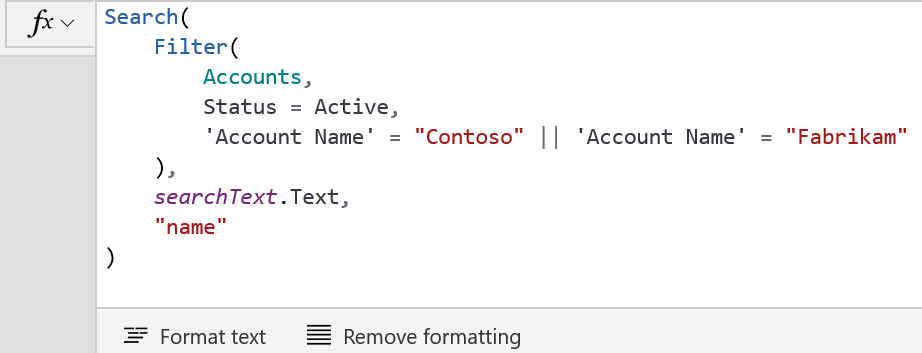 fx
Search(
    Filter(
        Accounts,
        Status = Active,
        'Account Name' = "Contoso" || 'Account Name' = "Fabrikam"
    ),
    searchText.Text,
    "name"
)
Format text Remove formatting